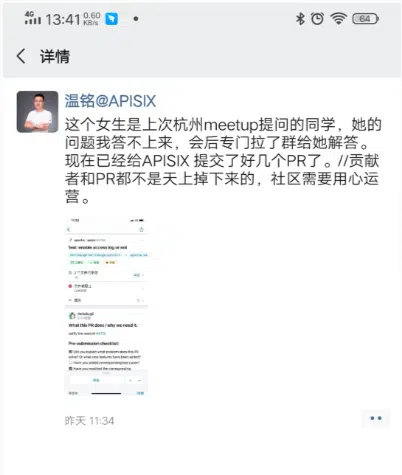 4G 13:41 0.60 KB/s 64
详情
温铭@APISIX
这个女生是上次杭州meetup提问的同学，她的
问题我答不上来，会后专门拉了群给她解答。
现在已经给APISIX 提交了好几个PR了。//贡献
者和PR都不是天上掉下来的，社区需要用心运
营。
test: enable access log or not
What this PR does / why we need it:
Pre-submission checklist:
昨天 11:34